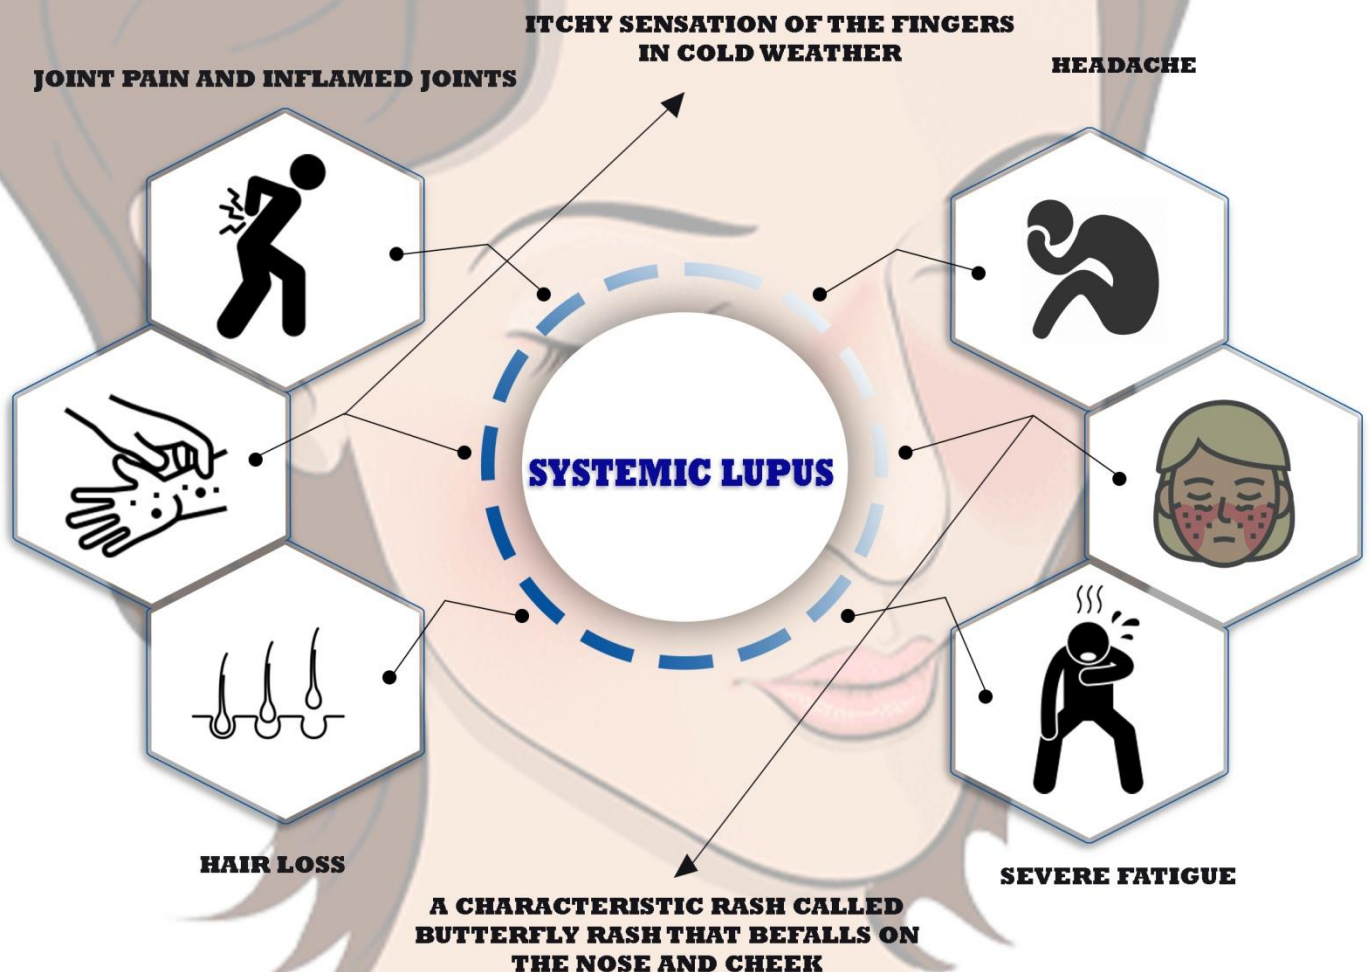 ITCHY SENSATION OF THE FINGERS
IN COLD WEATHER
JOINT PAIN AND INFLAMED JOINTS
HEADACHE
SYSTEMIC LUPUS
HAIR LOSS
SEVERE FATIGUE
A CHARACTERISTIC RASH CALLED
BUTTERFLY RASH THAT BEFALLS ON
THE NOSE AND CHEEK